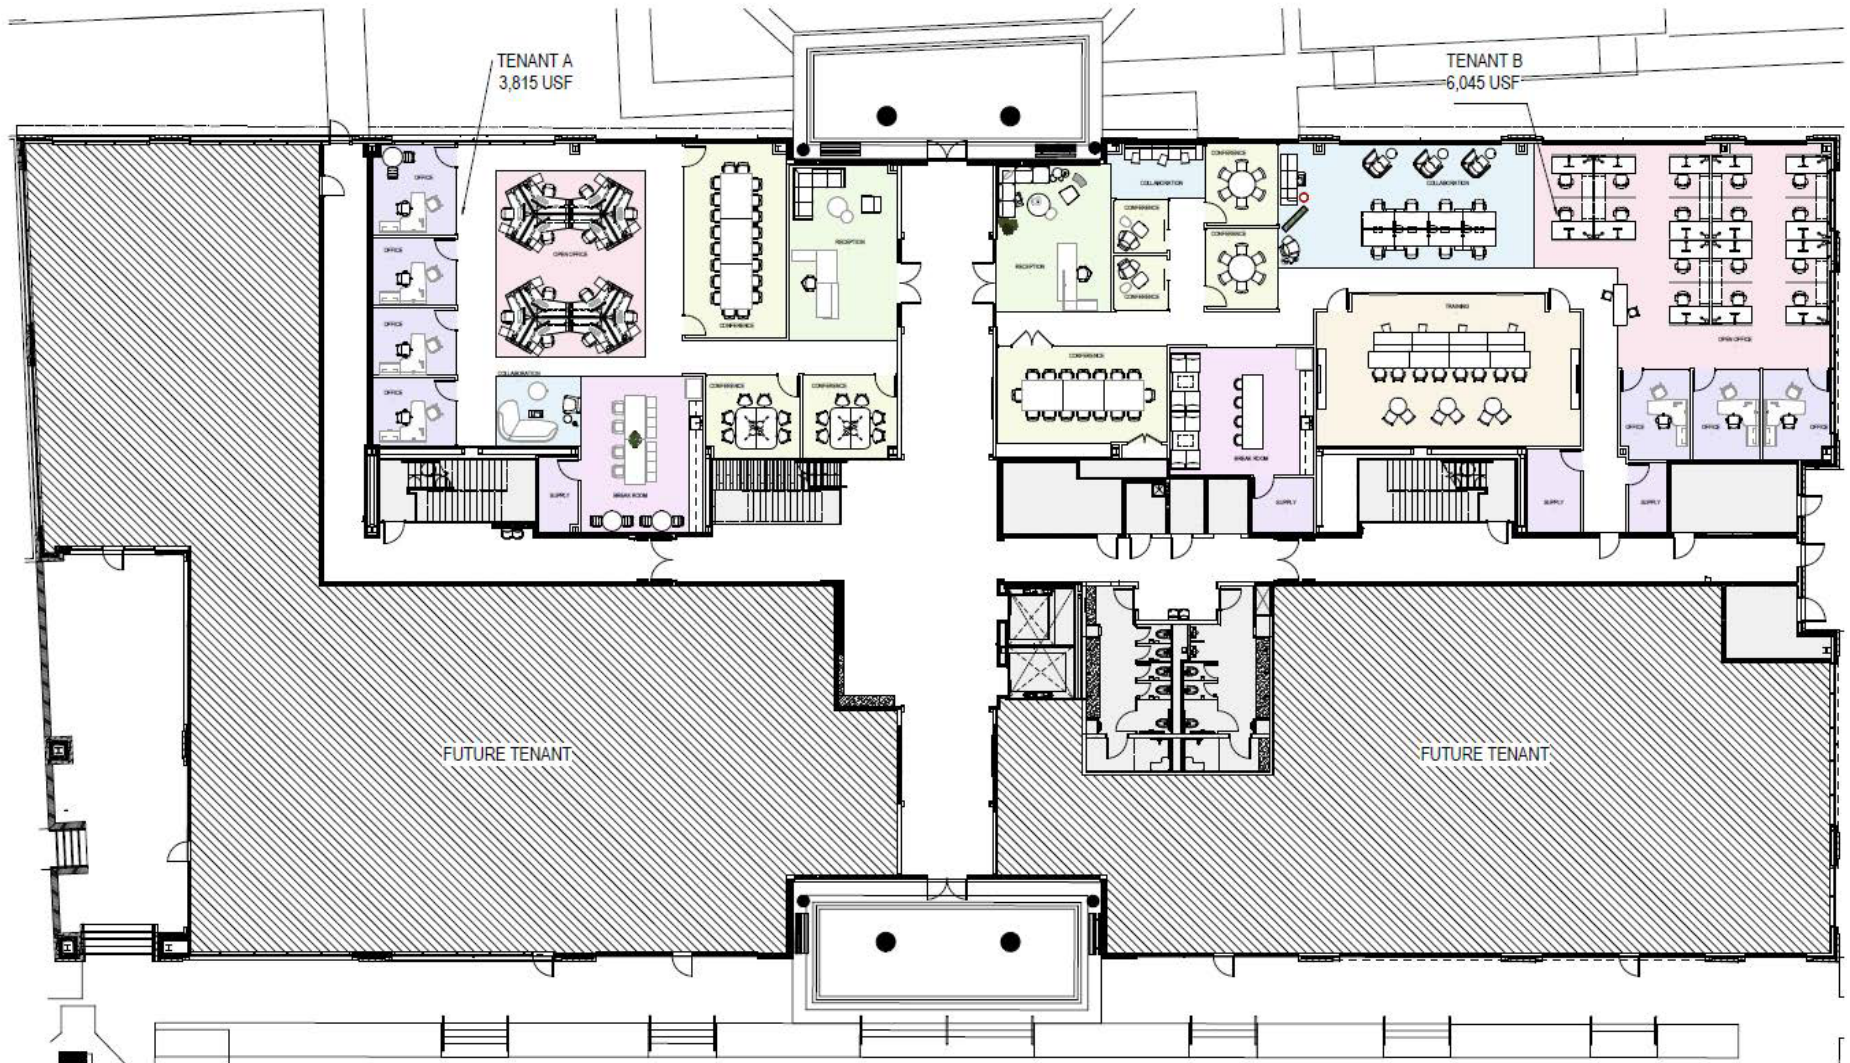 TENANT A
3,815 USF
TENANT B
6,045 USF
OFFICE
OPEN OFFICE
CONFERENCE
RECEPTION
OFFICE
OFFICE
OFFICE
COLLABORATION
CONFERENCE
CONFERENCE
SUPPLY
BREAK ROOM
COLLABORATION
CONFERENCE
CONFERENCE
CONFERENCE
CONFERENCE
RECEPTION
COLLABORATION
TRAINING
OPEN OFFICE
CONFERENCE
BREAK ROOM
SUPPLY
OFFICE
OFFICE
OFFICE
SUPPLY
SUPPLY
FUTURE TENANT
FUTURE TENANT